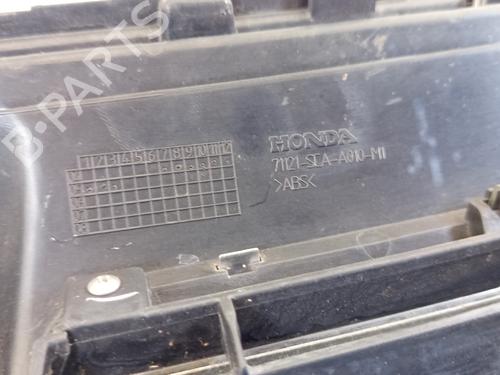 B-PARTS
1 2 3 4 5 6 7 8 9 10 11 12
HONDA
71121-SEA-A010-M1
>ABS<